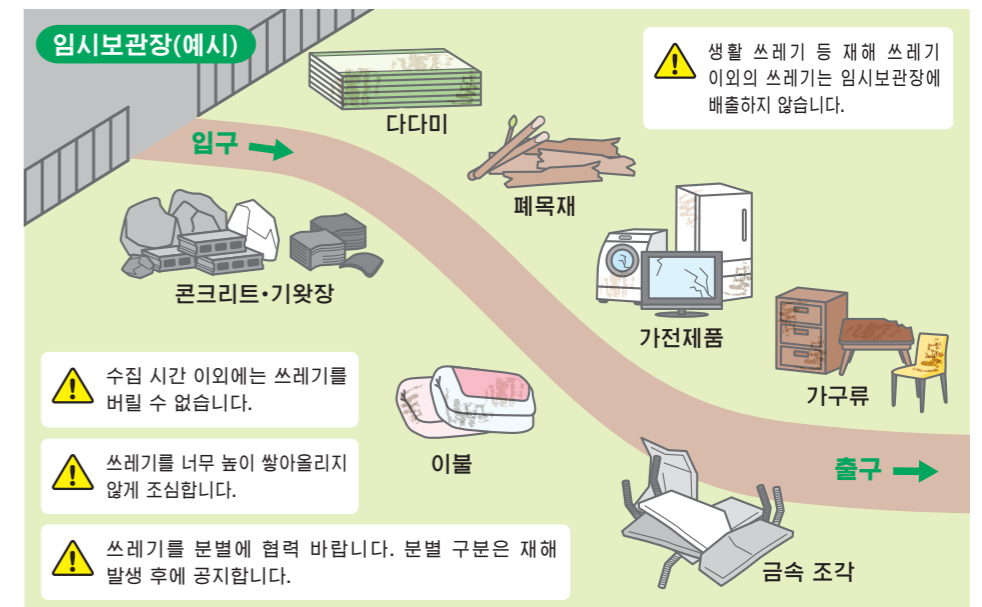 임시보관장(예시)
생활 쓰레기 등 재해 쓰레기
이외의 쓰레기는 임시보관장에
배출하지 않습니다.
다다미
입구
폐목재
콘크리트•기왓장
가전제품
가구류
수집 시간 이외에는 쓰레기를
버릴 수 없습니다.
이불
쓰레기를 너무 높이 쌓아올리지
않게 조심합니다.
출구
쓰레기를 분별에 협력 바랍니다. 분별 구분은 재해
발생 후에 공지합니다.
금속 조각